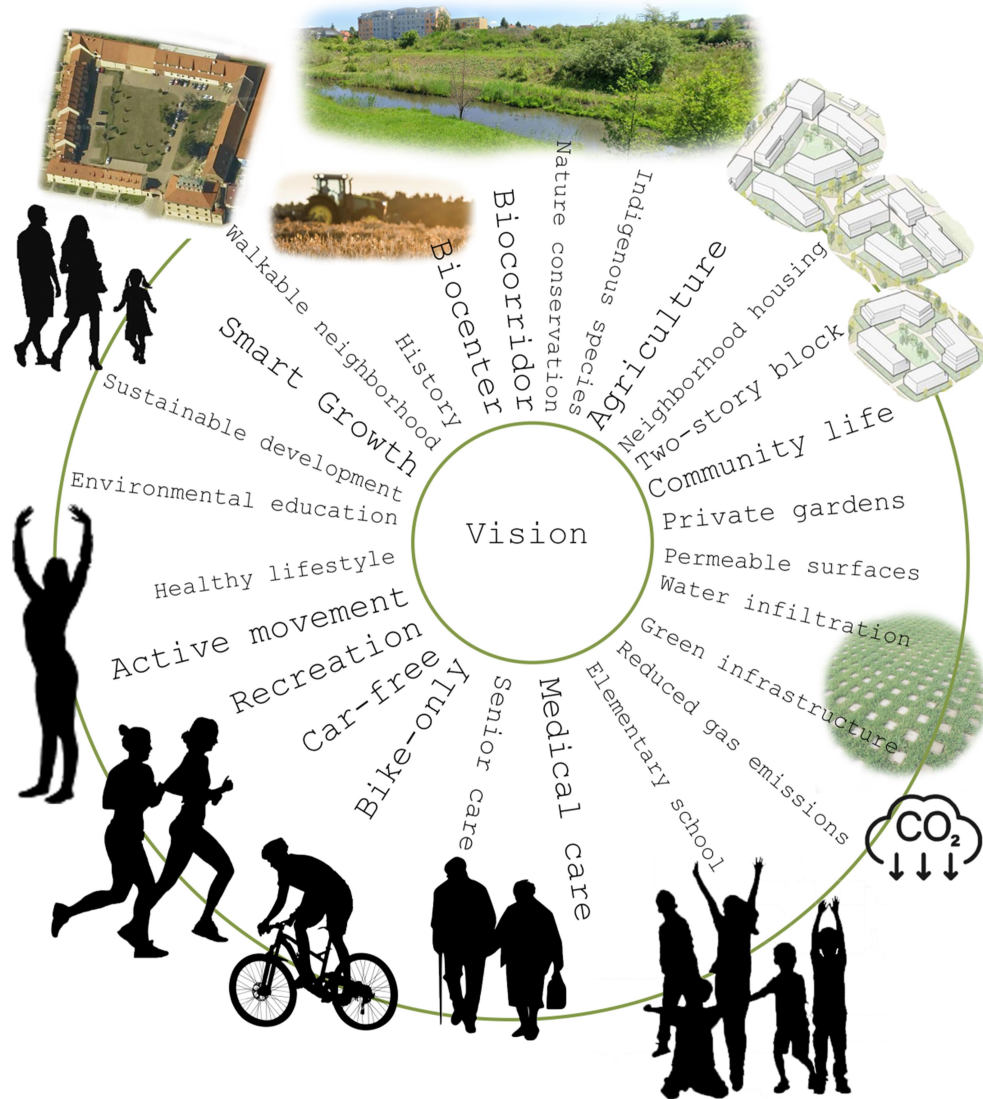 Vision
Nature conservation
Indigenous species
Agriculture
Neighborhood housing
Two-story block
Community life
Private gardens
Permeable surfaces
Water infiltration
Green infrastructure
Reduced gas emissions
CO₂
Elementary school
Medical care
Senior care
Bike-only
Car-free
Recreation
Active movement
Healthy lifestyle
Environmental education
Sustainable development
Smart Growth
Walkable neighborhood
History
Biocenter
Biocorridor